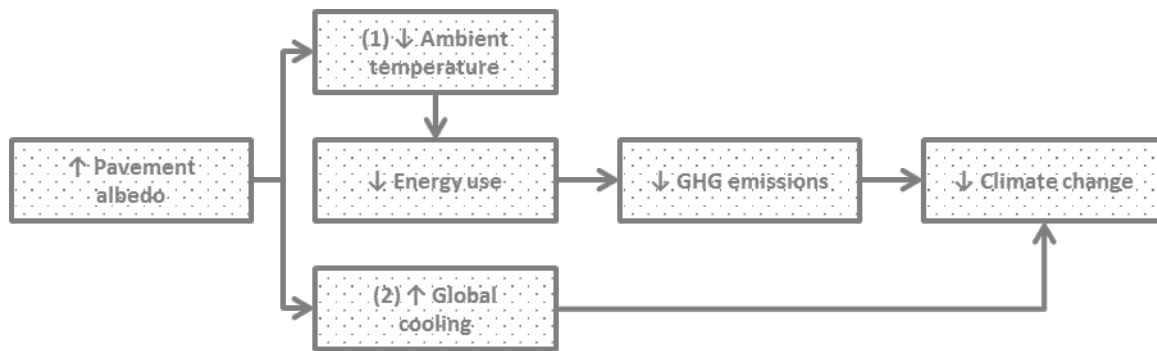 (1) ↓ Ambient
temperature
↑ Pavement
albedo
↓ Energy use
↓ GHG emissions
↓ Climate change
(2) ↑ Global
cooling